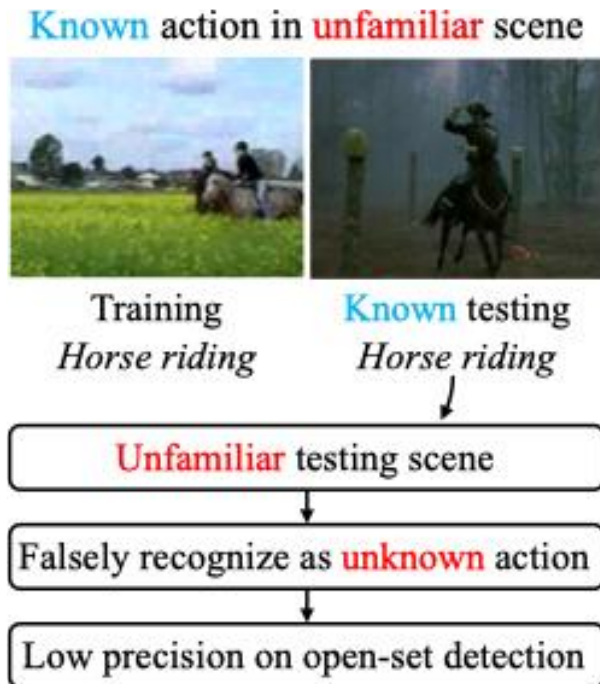 Known action in unfamiliar scene
Training
Known testing
Horse riding
Horse riding
Unfamiliar testing scene
Falsely recognize as unknown action
Low precision on open-set detection